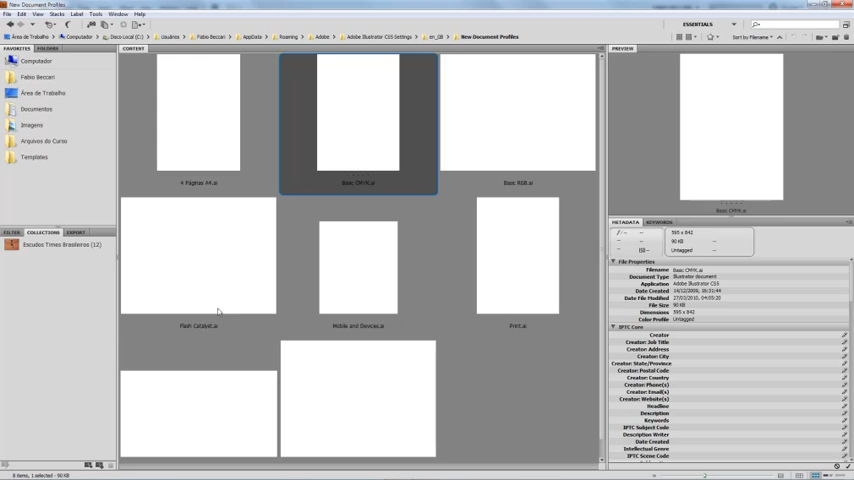 New Document Profiles
File Edit View Stacks Label Tools Window Help
ESSENTIALS
Área de Trabalho Computador Disco Local (C:) Usuários Fabio Beccari AppData Roaming Adobe Adobe Illustrator CS5 Settings en_GB New Document Profiles
Sort by Filename
FAVORITES FOLDERS
Computador
Fabio Beccari
Área de Trabalho
Documentos
Imagens
Arquivos do Curso
Templates
FILTER COLLECTIONS EXPORT
Escudos Times Brasileiros (12)
CONTENT
4 Páginas A4.ai
Basic CMYK.ai
Basic RGB.ai
Flash Catalyst.ai
Mobile and Devices.ai
Print.ai
PREVIEW
Basic CMYK.ai
METADATA KEYWORDS
595 x 842
90 KB
Untagged
File Properties
Filename Basic CMYK.ai
Document Type Illustrator document
Application Adobe Illustrator CS5
Date Created
Date File Modified 27/03/2010, 04:03:20
File Size 90 KB
Dimensions 595 x 842
Color Profile Untagged
IPTC Core
Creator
Creator: Job Title
Creator: Address
Creator: City
Creator: State/Province
Creator: Postal Code
Creator: Country
Creator: Phone(s)
Creator: Email(s)
Creator: Website(s)
Headline
Description
Keywords
IPTC Subject Code
Description Writer
Date Created
Intellectual Genre
IPTC Scene Code
8 items, 1 selected - 90 KB